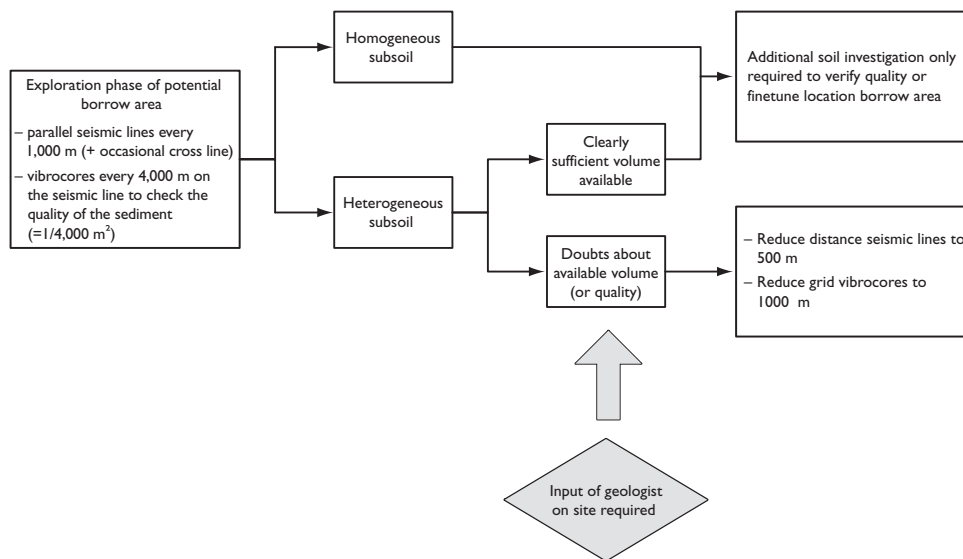 Exploration phase of potential
borrow area
– parallel seismic lines every
1,000 m (+ occasional cross line)
– vibrocores every 4,000 m on
the seismic line to check the
quality of the sediment
(=1/4,000 m²)
Homogeneous
subsoil
Heterogeneous
subsoil
Clearly
sufficient volume
available
Doubts about
available volume
(or quality)
Additional soil investigation only
required to verify quality or
finetune location borrow area
– Reduce distance seismic lines to
500 m
– Reduce grid vibrocores to
1000 m
Input of geologist
on site required